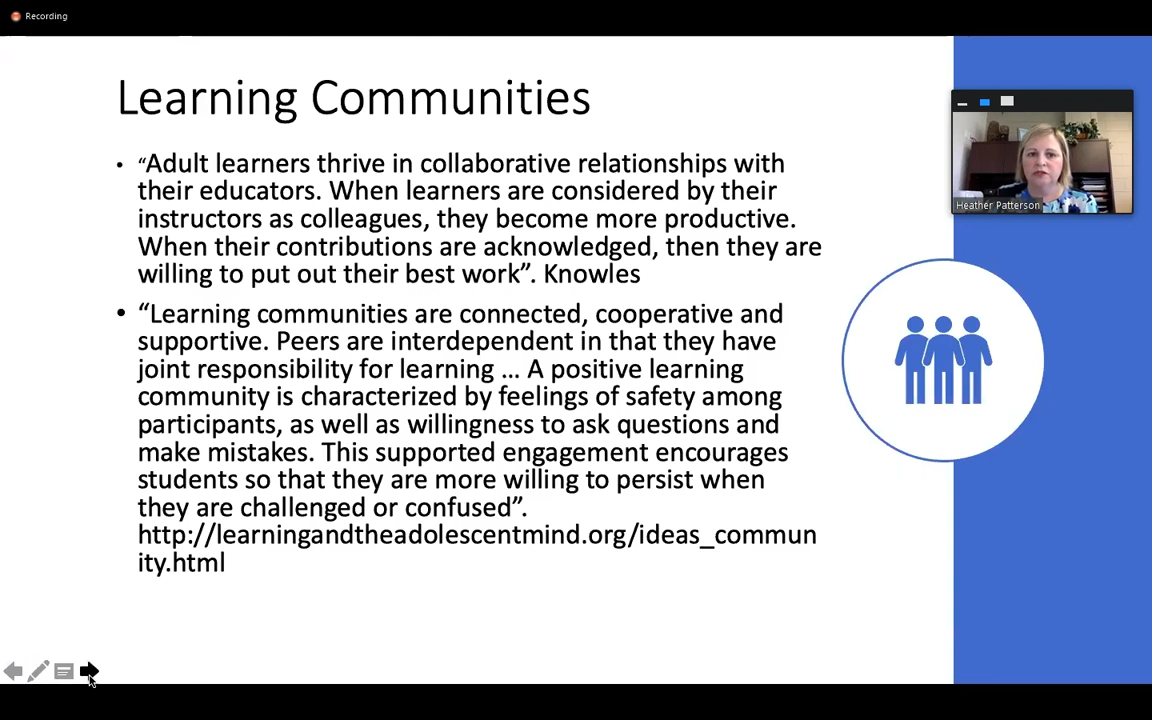 Recording
Learning Communities
• “Adult learners thrive in collaborative relationships with
their educators. When learners are considered by their
instructors as colleagues, they become more productive.
When their contributions are acknowledged, then they are
willing to put out their best work”. Knowles
• “Learning communities are connected, cooperative and
supportive. Peers are interdependent in that they have
joint responsibility for learning ... A positive learning
community is characterized by feelings of safety among
participants, as well as willingness to ask questions and
make mistakes. This supported engagement encourages
students so that they are more willing to persist when
they are challenged or confused”.
http://learningandtheadolescentmind.org/ideas_commun
ity.html
Heather Patterson